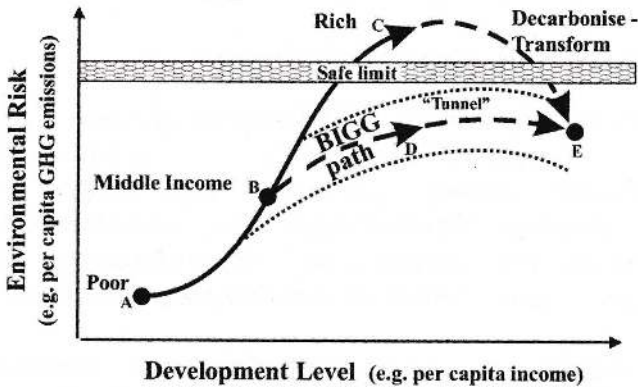 Rich
C
Decarbonise -
Transform
Safe limit
"Tunnel"
BIGG
path
D
E
Middle Income
B
Poor
A
Environmental Risk
(e.g. per capita GHG emissions)
Development Level (e.g. per capita income)